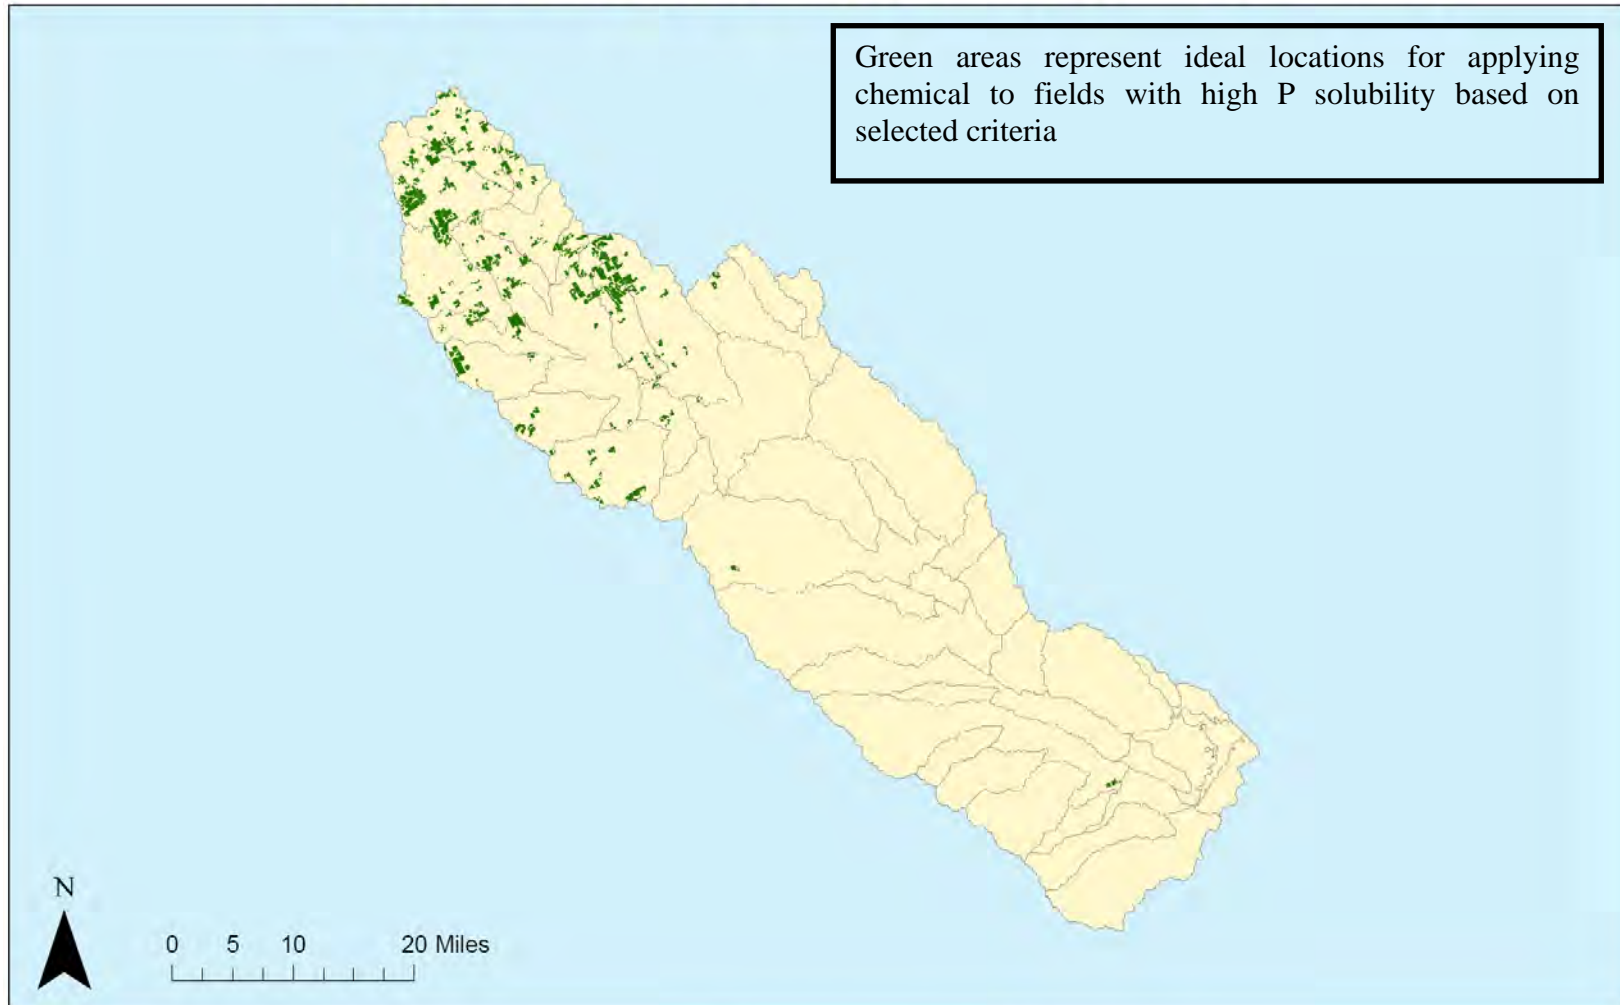 Green areas represent ideal locations for applying
chemical to fields with high P solubility based on
selected criteria
N
0 5 10 20 Miles